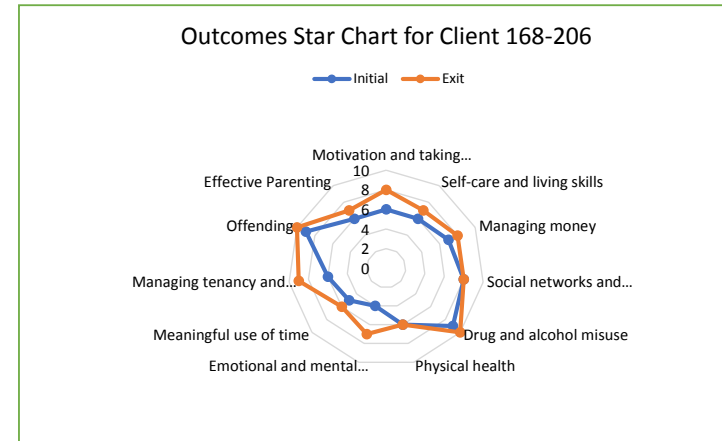 Outcomes Star Chart for Client 168-206
Initial Exit
Motivation and taking...
Effective Parenting
Self-care and living skills
Offending
Managing money
Managing tenancy and...
Social networks and...
Meaningful use of time
Drug and alcohol misuse
Emotional and mental...
Physical health
10
8
6
4
2
0